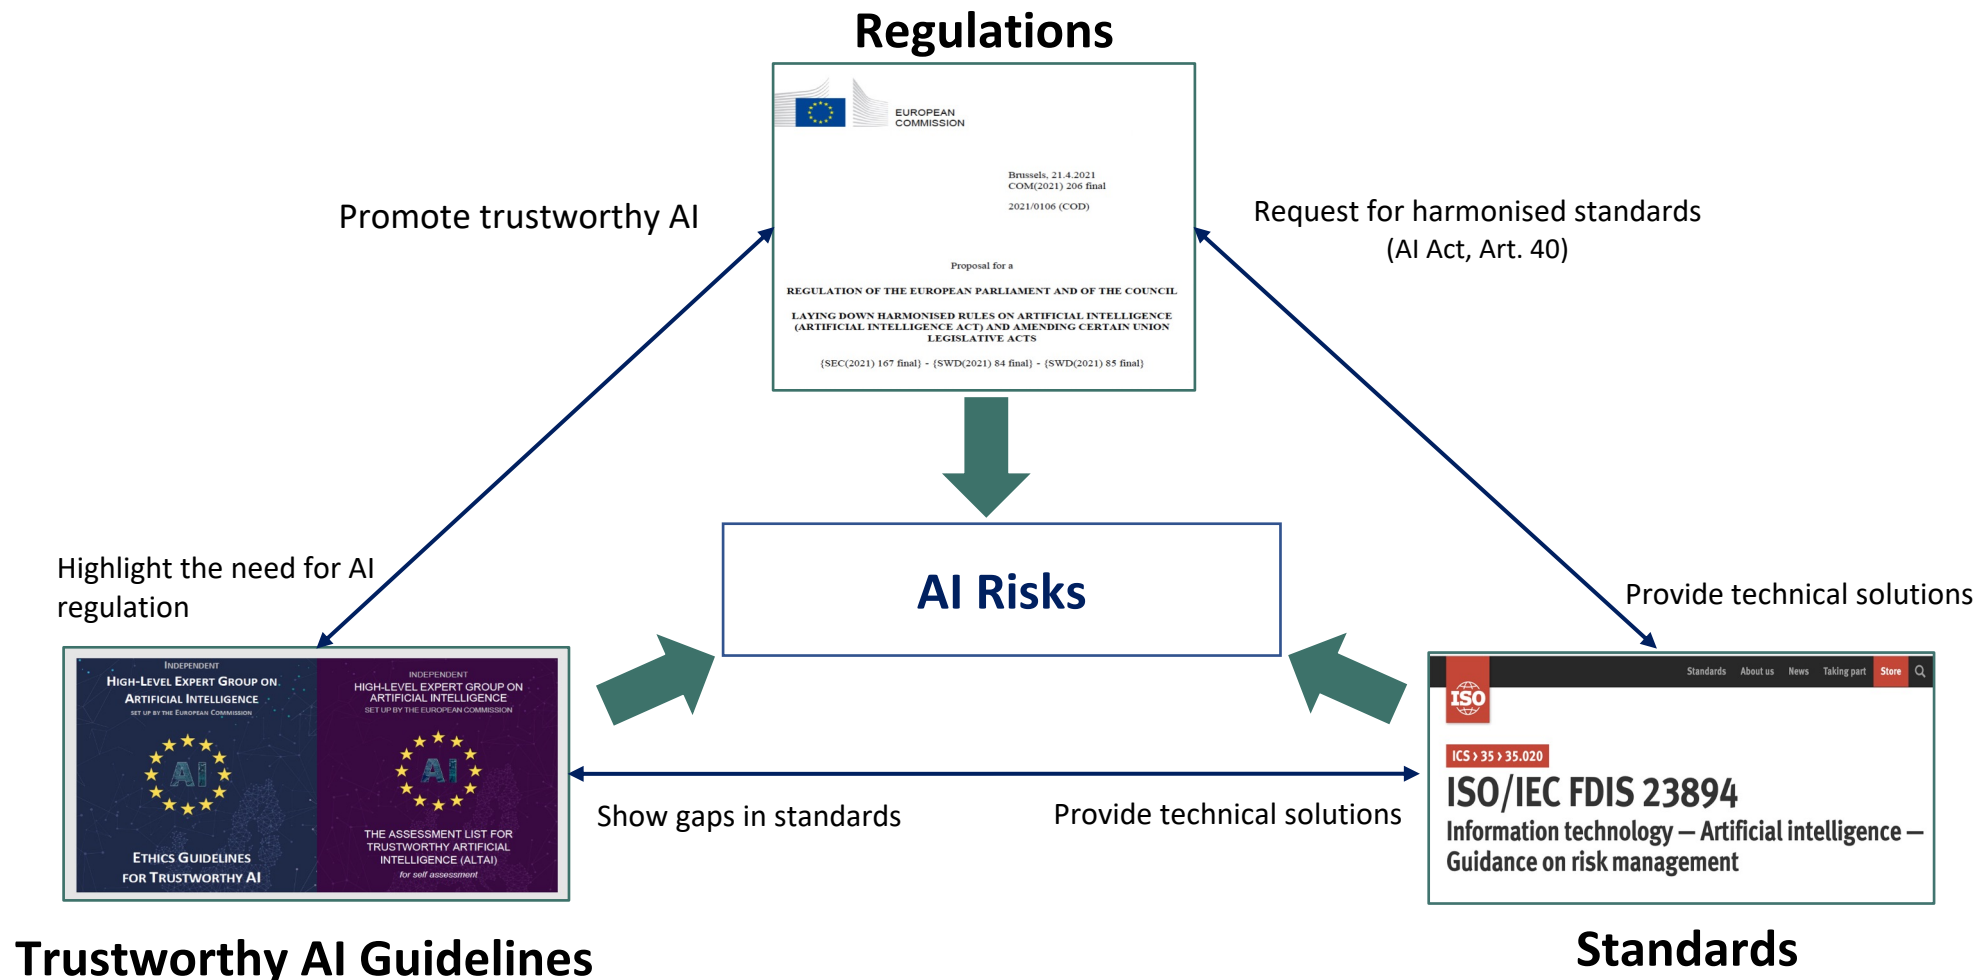 Regulations
EUROPEAN
COMMISSION
Brussels, 21.4.2021
COM(2021) 206 final
2021/0106 (COD)
Proposal for a
REGULATION OF THE EUROPEAN PARLIAMENT AND OF THE COUNCIL
LAYING DOWN HARMONISED RULES ON ARTIFICIAL INTELLIGENCE
(ARTIFICIAL INTELLIGENCE ACT) AND AMENDING CERTAIN UNION
LEGISLATIVE ACTS
{SEC(2021) 167 final} - {SWD(2021) 84 final} - {SWD(2021) 85 final}
Promote trustworthy AI
Request for harmonised standards
(AI Act, Art. 40)
Highlight the need for AI
regulation
AI Risks
Provide technical solutions
INDEPENDENT
HIGH-LEVEL EXPERT GROUP ON
ARTIFICIAL INTELLIGENCE
SET UP BY THE EUROPEAN COMMISSION
AI
ETHICS GUIDELINES
FOR TRUSTWORTHY AI
INDEPENDENT
HIGH-LEVEL EXPERT GROUP ON
ARTIFICIAL INTELLIGENCE
SET UP BY THE EUROPEAN COMMISSION
AI
THE ASSESSMENT LIST FOR
TRUSTWORTHY ARTIFICIAL
INTELLIGENCE (ALTAI)
for self assessment
Show gaps in standards
Provide technical solutions
Standards About us News Taking part Store
ISO
ICS > 35 > 35.020
ISO/IEC FDIS 23894
Information technology — Artificial intelligence —
Guidance on risk management
Trustworthy AI Guidelines
Standards